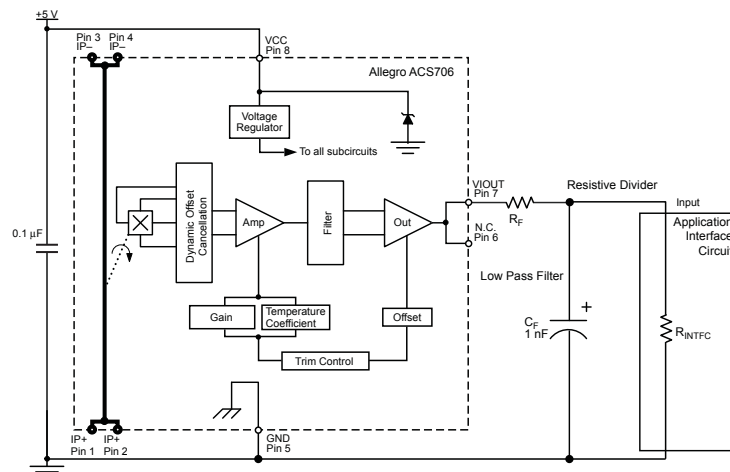 +5 V
Pin 3 Pin 4
IP– IP–
VCC
Pin 8
Allegro ACS706
Voltage
Regulator
To all subcircuits
0.1 µF
Dynamic Offset
Cancellation
Amp
Filter
Out
VIOUT
Pin 7
N.C.
Pin 6
RF
Resistive Divider
Input
Application
Interface
Circuit
Low Pass Filter
Gain
Temperature
Coefficient
Offset
Trim Control
+
CF
1 nF
RINTFC
IP+ IP+
Pin 1 Pin 2
GND
Pin 5